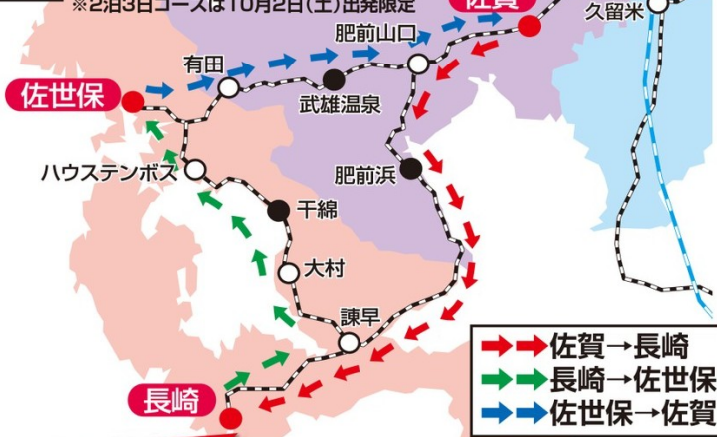 ※2泊3日コースは10月2日(土)出発限定
佐賀
久留米
肥前山口
有田
武雄温泉
佐世保
ハウステンボス
肥前浜
千綿
大村
諫早
長崎
佐賀→長崎
長崎→佐世保
佐世保→佐賀